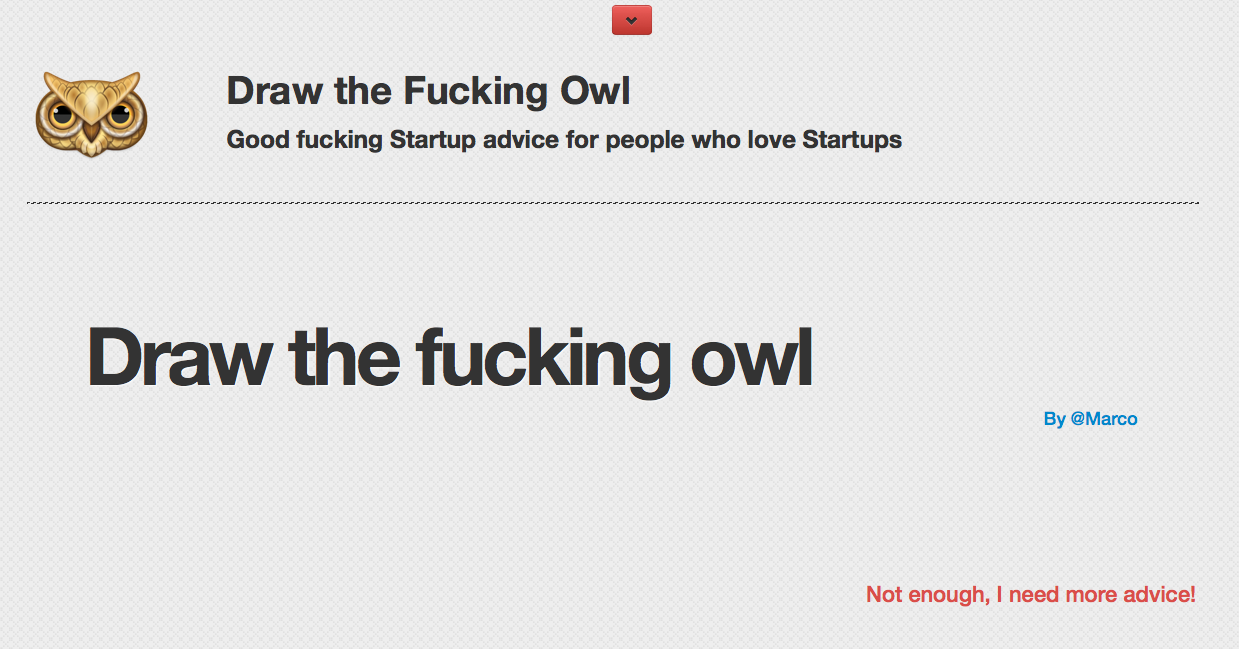 Draw the Fucking Owl
Good fucking Startup advice for people who love Startups
Draw the fucking owl
By @Marco
Not enough, I need more advice!